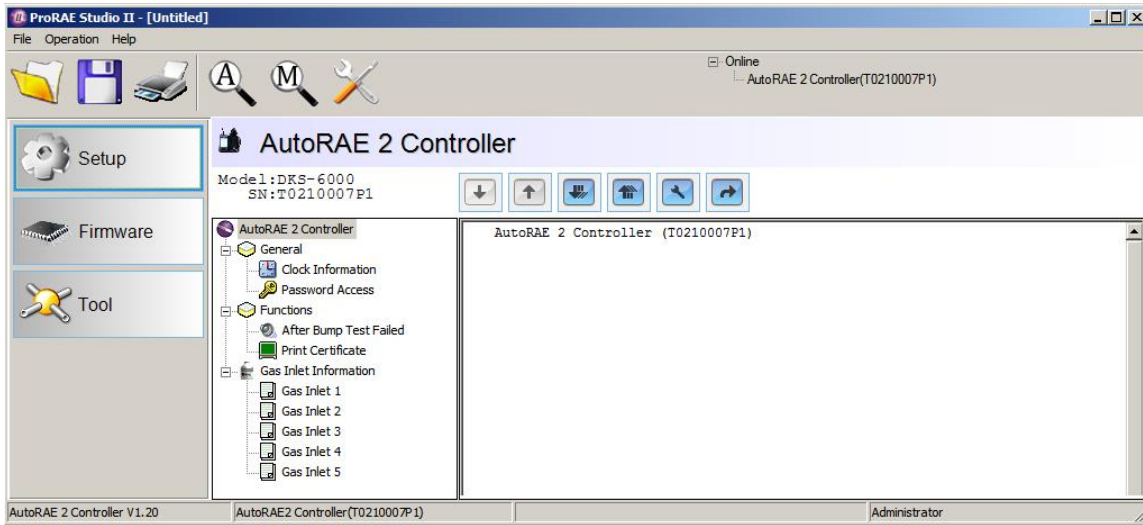 ProRAE Studio II - [Untitled]
File Operation Help
A
M
Online
AutoRAE 2 Controller(T0210007P1)
Setup
Firmware
Tool
AutoRAE 2 Controller
Model:DKS-6000
SN:T0210007P1
AutoRAE 2 Controller
General
Clock Information
Password Access
Functions
After Bump Test Failed
Print Certificate
Gas Inlet Information
Gas Inlet 1
Gas Inlet 2
Gas Inlet 3
Gas Inlet 4
Gas Inlet 5
AutoRAE 2 Controller (T0210007P1)
AutoRAE 2 Controller V1.20
AutoRAE2 Controller(T0210007P1)
Administrator